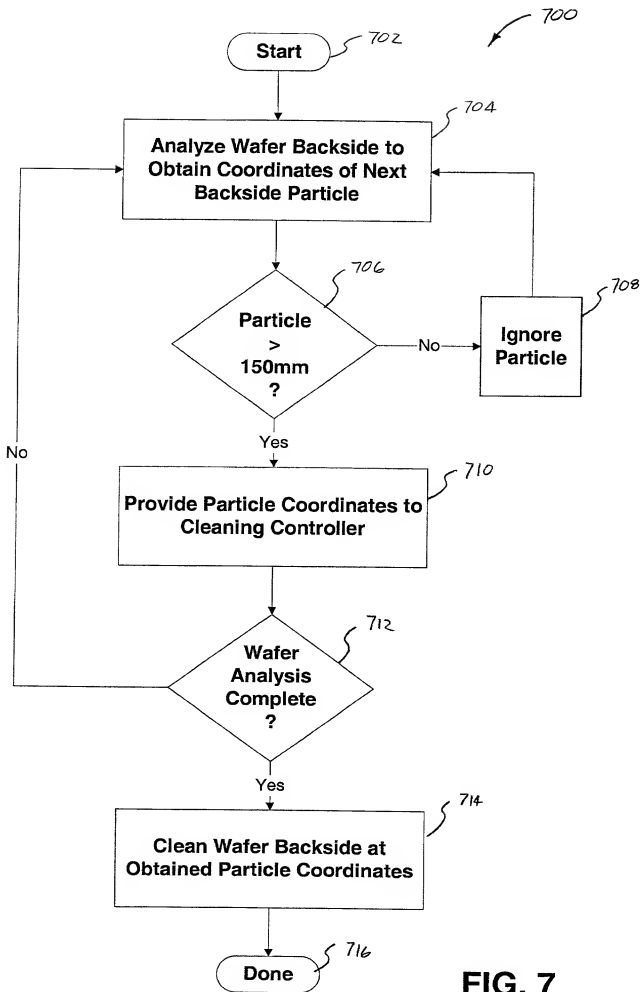 700
Start
702
704
Analyze Wafer Backside to
Obtain Coordinates of Next
Backside Particle
706
708
Particle
>
150mm
?
No
Ignore
Particle
Yes
No
710
Provide Particle Coordinates to
Cleaning Controller
712
Wafer
Analysis
Complete
?
Yes
714
Clean Wafer Backside at
Obtained Particle Coordinates
716
Done
FIG. 7